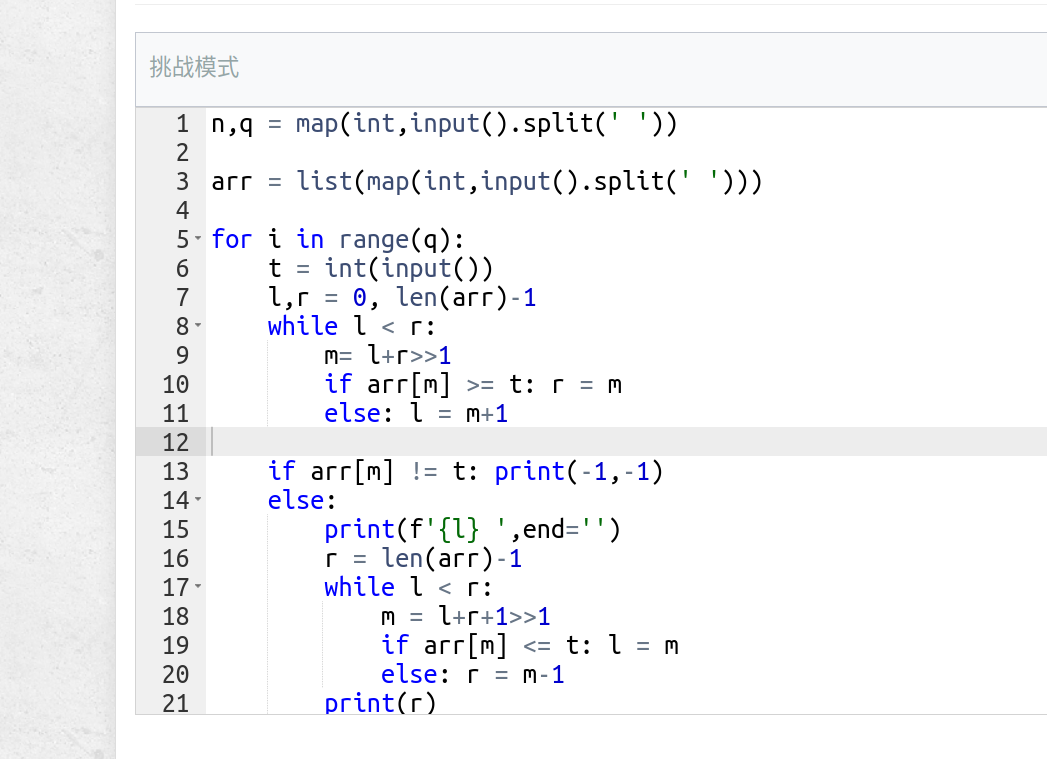 挑战模式
1 n,q = map(int,input().split(' '))
2
3 arr = list(map(int,input().split(' ')))
4
5 for i in range(q):
6     t = int(input())
7     l,r = 0, len(arr)-1
8     while l < r:
9         m= l+r>>1
10         if arr[m] >= t: r = m
11         else: l = m+1
12
13     if arr[m] != t: print(-1,-1)
14     else:
15         print(f'{l} ',end='')
16         r = len(arr)-1
17         while l < r:
18             m = l+r+1>>1
19             if arr[m] <= t: l = m
20             else: r = m-1
21         print(r)